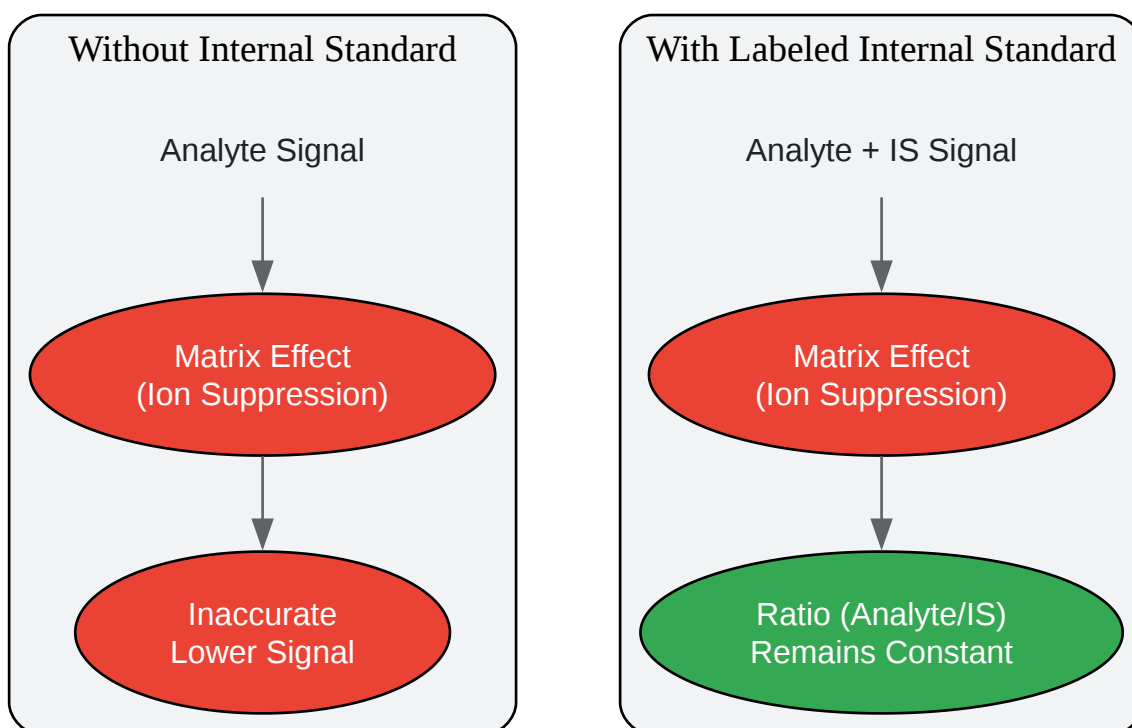 Without Internal Standard
Analyte Signal
Matrix Effect
(Ion Suppression)
Inaccurate
Lower Signal
With Labeled Internal Standard
Analyte + IS Signal
Matrix Effect
(Ion Suppression)
Ratio (Analyte/IS)
Remains Constant